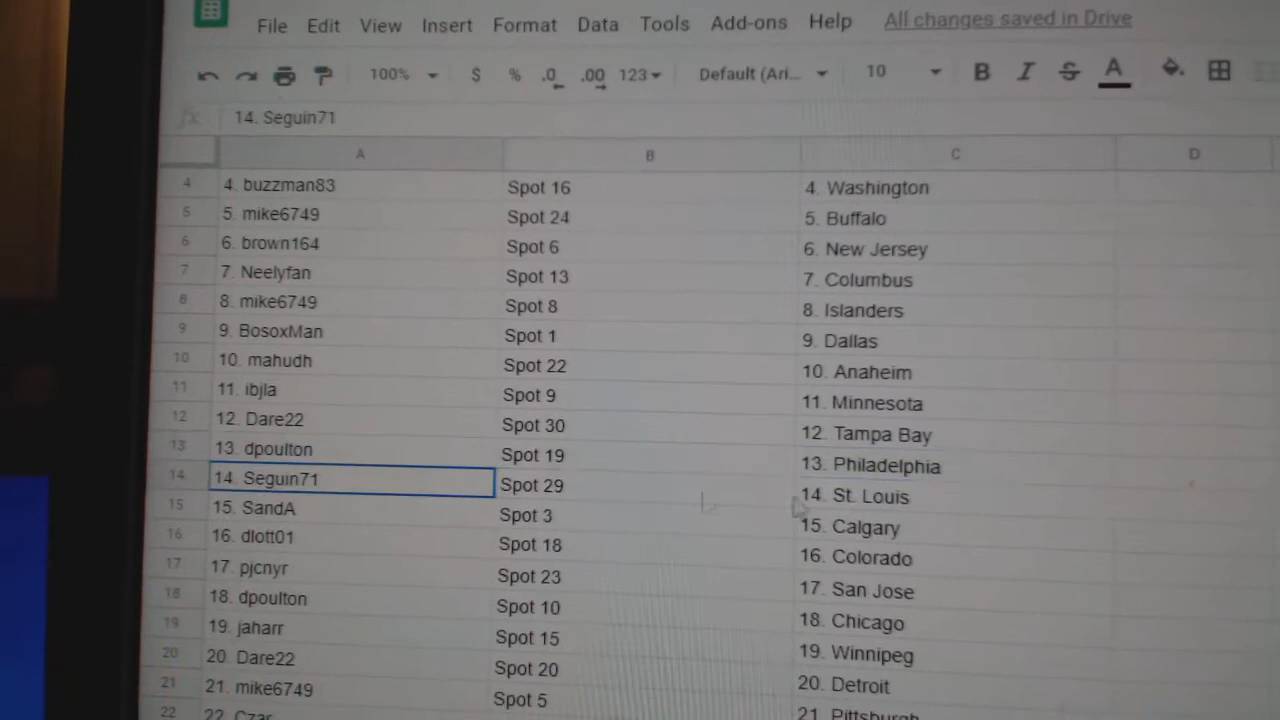 File Edit View Insert Format Data Tools Add-ons Help All changes saved in Drive
100% $ % .0 .00 123 Default (Ari... 10 B I S A
fx 14. Seguin71
A B C D
4 4. buzzman83 Spot 16 4. Washington
5 5. mike6749 Spot 24 5. Buffalo
6 6. brown164 Spot 6 6. New Jersey
7 7. Neelyfan Spot 13 7. Columbus
8 8. mike6749 Spot 8 8. Islanders
9 9. BosoxMan Spot 1 9. Dallas
10 10. mahudh Spot 22 10. Anaheim
11 11. ibjla Spot 9 11. Minnesota
12 12. Dare22 Spot 30 12. Tampa Bay
13 13. dpoulton Spot 19 13. Philadelphia
14 14. Seguin71 Spot 29 14. St. Louis
15 15. SandA Spot 3 15. Calgary
16 16. dlott01 Spot 18 16. Colorado
17 17. pjcnyr Spot 23 17. San Jose
18 18. dpoulton Spot 10 18. Chicago
19 19. jaharr Spot 15 19. Winnipeg
20 20. Dare22 Spot 20 20. Detroit
21 21. mike6749 Spot 5 21. Pittsburgh
22 22. Czar